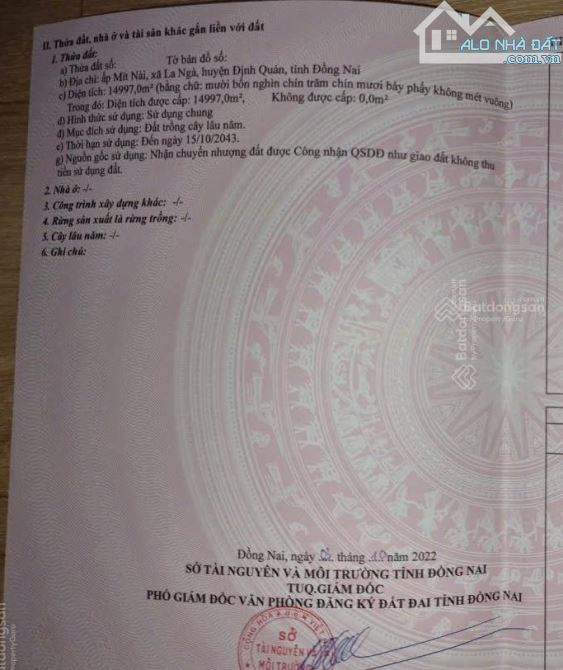 ALO NHÀ ĐẤT
.com.vn
II. Thửa đất, nhà ở và tài sản khác gắn liền với đất
1. Thửa đất:
a) Thửa đất số: Tờ bản đồ số:
b) Địa chỉ: ấp Mít Nài, xã La Ngà, huyện Định Quán, tỉnh Đồng Nai
c) Diện tích: 14997,0m² (bằng chữ: mười bốn nghìn chín trăm chín mươi bảy phẩy không mét vuông)
Trong đó: Diện tích được cấp: 14997,0m², Không được cấp: 0,0m²
d) Hình thức sử dụng: Sử dụng chung
đ) Mục đích sử dụng: Đất trồng cây lâu năm.
e) Thời hạn sử dụng: Đến ngày 15/10/2043.
g) Nguồn gốc sử dụng: Nhận chuyển nhượng đất được Công nhận QSDĐ như giao đất không thu
tiền sử dụng đất.
2. Nhà ở: -/-
3. Công trình xây dựng khác: -/-
4. Rừng sản xuất là rừng trồng: -/-
5. Cây lâu năm: -/-
6. Ghi chú:
Batdongsan
by PropertyGuru
Batdongsan
by PropertyGuru
Đồng Nai, ngày tháng 10 năm 2022
SỞ TÀI NGUYÊN VÀ MÔI TRƯỜNG TỈNH ĐỒNG NAI
TUQ.GIÁM ĐỐC
PHÓ GIÁM ĐỐC VĂN PHÒNG ĐĂNG KÝ ĐẤT ĐAI TỈNH ĐỒNG NAI
CỘNG HÒA X.H.C.N VIỆT
SỞ
TÀI NGUYÊN VÀ
MÔI TRƯỜNG